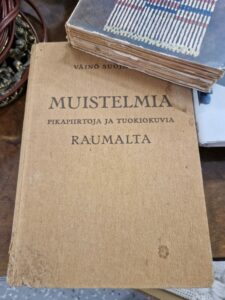 VÄINÖ
MUISTELMIA
PIKAPIIRTOJA JA TUOKIOKUVIA
RAUMALTA